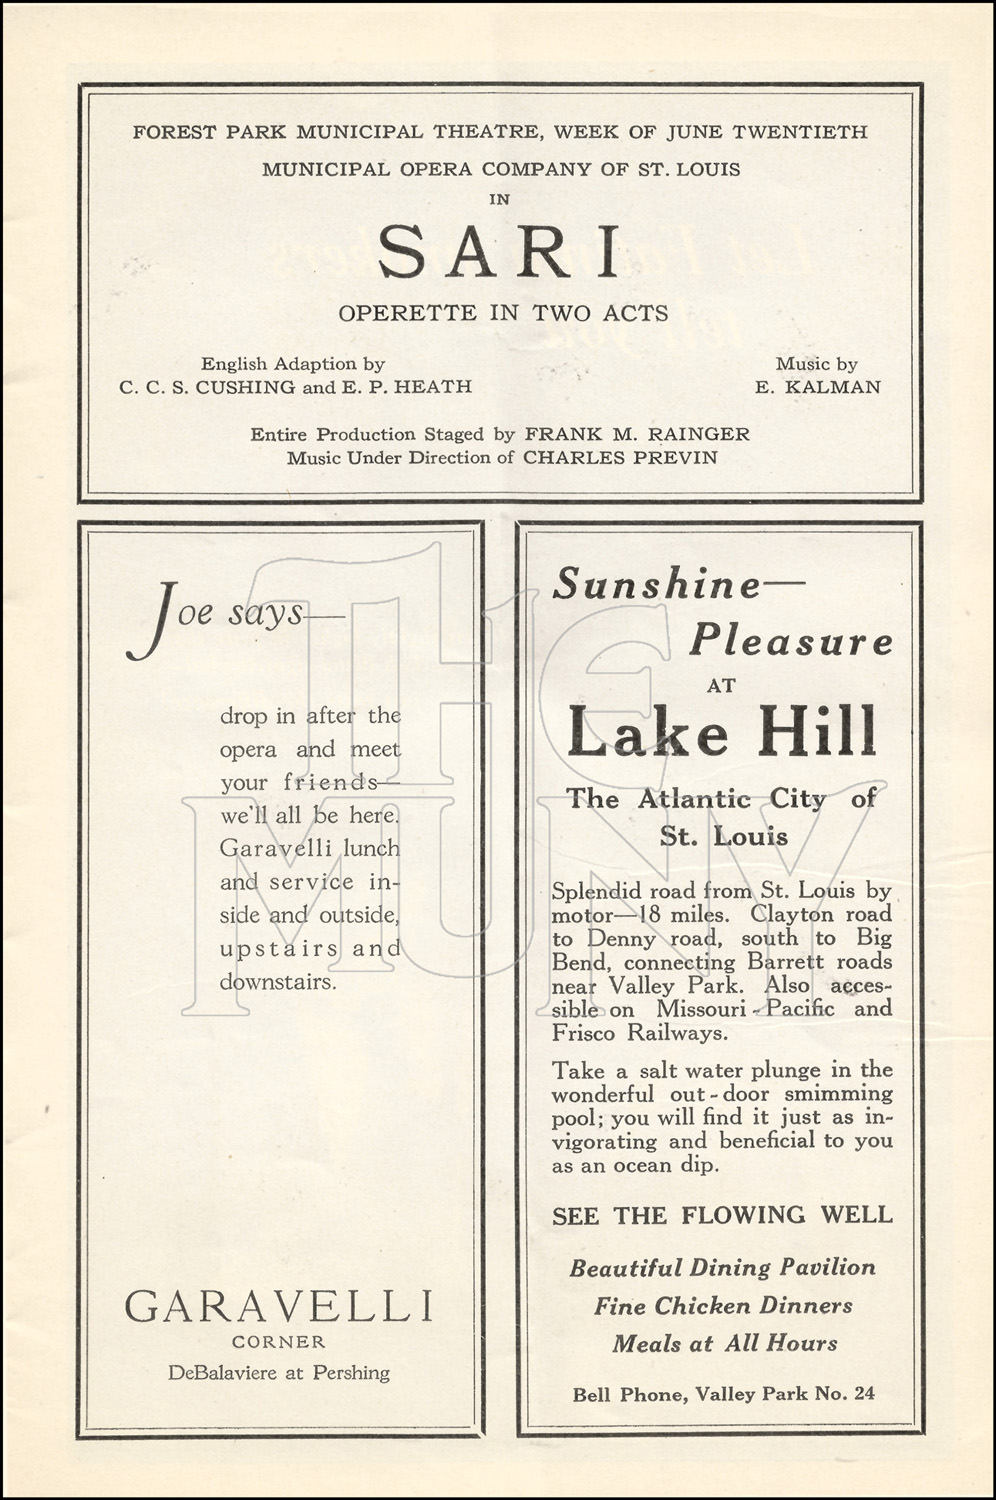 FOREST PARK MUNICIPAL THEATRE, WEEK OF JUNE TWENTIETH
MUNICIPAL OPERA COMPANY OF ST. LOUIS
IN
SARI
OPERETTE IN TWO ACTS
English Adaption by
C. C. S. CUSHING and E. P. HEATH
Music by
E. KALMAN
Entire Production Staged by FRANK M. RAINGER
Music Under Direction of CHARLES PREVIN
Joe says—
drop in after the
opera and meet
your friends—
we'll all be here.
Garavelli lunch
and service in-
side and outside,
upstairs and
downstairs.
GARAVELLI
CORNER
DeBalaviere at Pershing
Sunshine—
Pleasure
AT
Lake Hill
The Atlantic City of
St. Louis
Splendid road from St. Louis by
motor—18 miles. Clayton road
to Denny road, south to Big
Bend, connecting Barrett roads
near Valley Park. Also acces-
sible on Missouri-Pacific and
Frisco Railways.
Take a salt water plunge in the
wonderful out-door smimming
pool; you will find it just as in-
vigorating and beneficial to you
as an ocean dip.
SEE THE FLOWING WELL
Beautiful Dining Pavilion
Fine Chicken Dinners
Meals at All Hours
Bell Phone, Valley Park No. 24
THE
MUNY